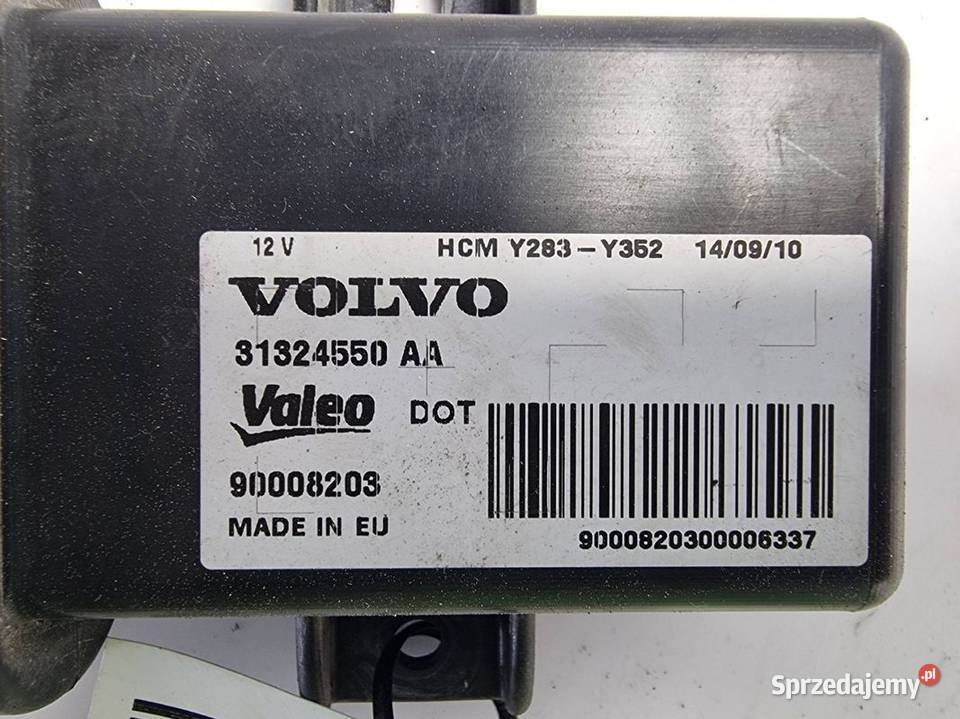 12 V HCM Y283-Y352 14/09/10
VOLVO
31324550 AA
Valeo DOT
90008203
MADE IN EU
9000820300006337
Sprzedajemy.pl